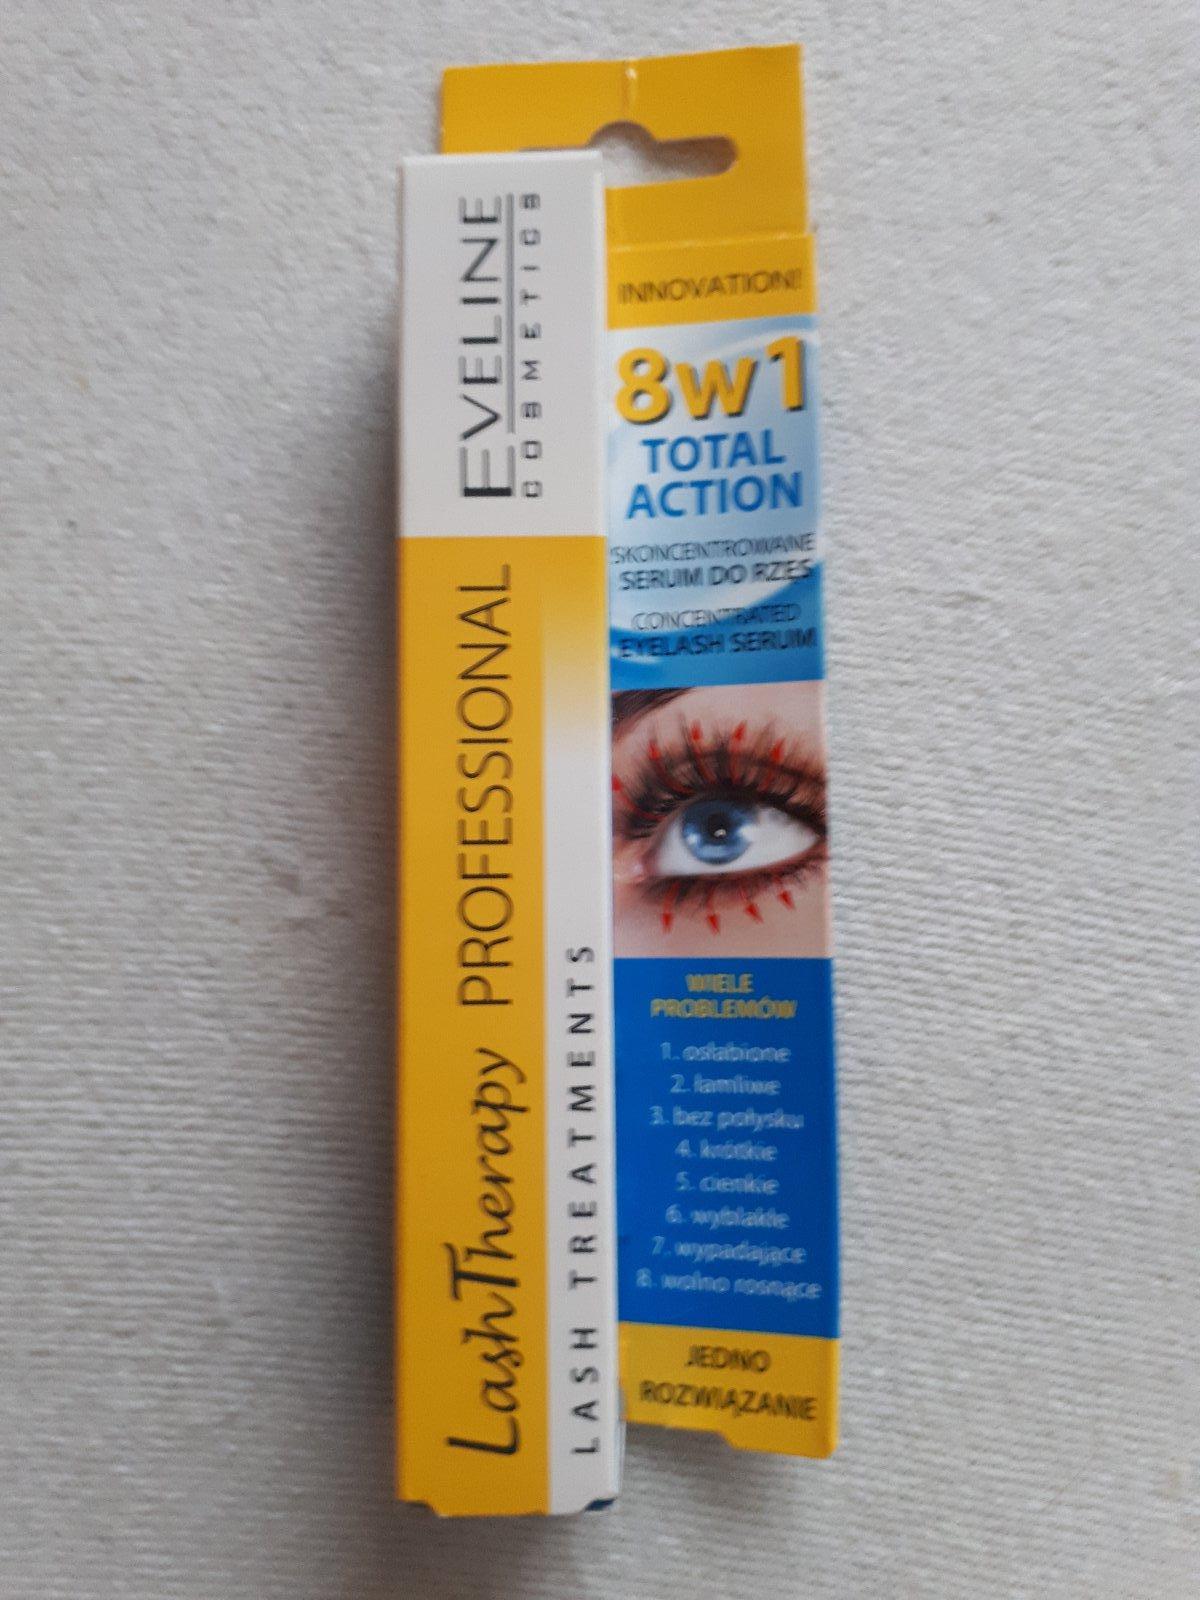 EVELINE
COSMETICS
LashTherapy PROFESSIONAL
LASH TREATMENTS
INNOVATION!
8w1
TOTAL
ACTION
SKONCENTROWANE
SERUM DO RZĘS
CONCENTRATED
EYELASH SERUM
WIELE
PROBLEMÓW
1. osłabione
2. łamliwe
3. bez połysku
4. krótkie
5. cienkie
6. wyblakłe
7. wypadające
8. wolno rosnące
JEDNO
ROZWIĄZANIE